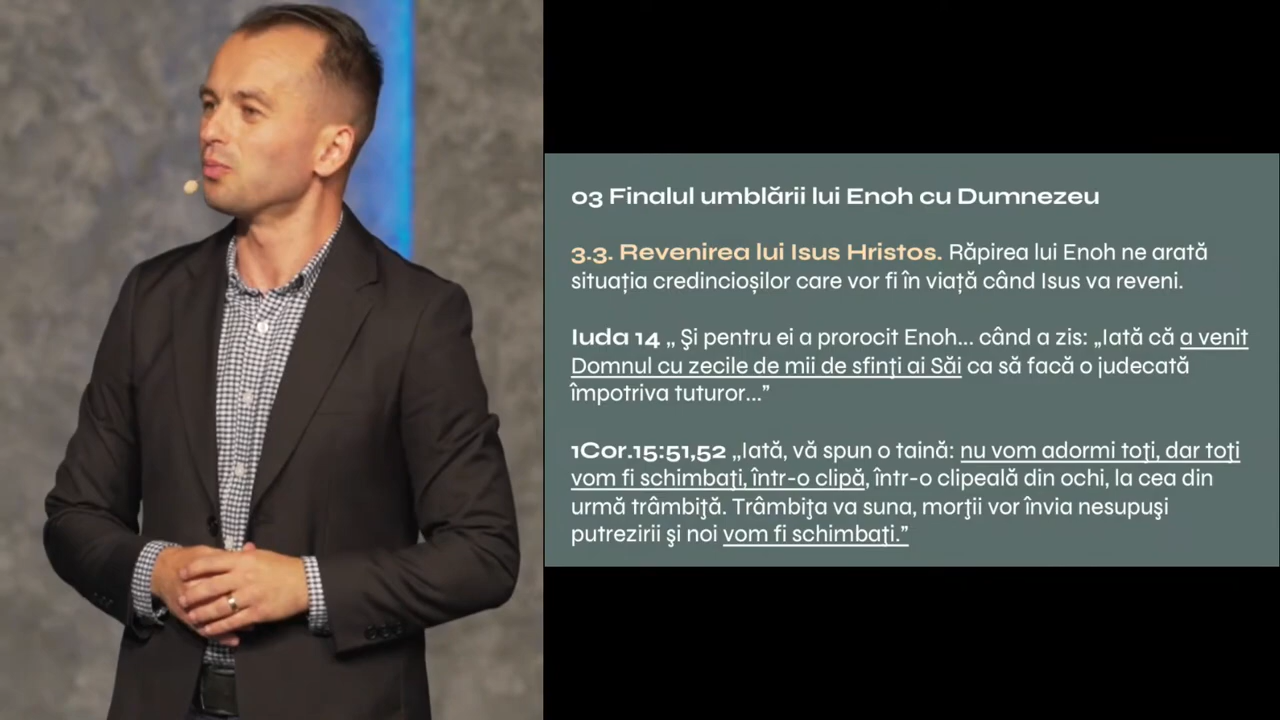 03 Finalul umblării lui Enoh cu Dumnezeu
3.3. Revenirea lui Isus Hristos. Răpirea lui Enoh ne arată
situația credincioșilor care vor fi în viață când Isus va reveni.
Iuda 14 „ Şi pentru ei a prorocit Enoh... când a zis: „Iată că a venit
Domnul cu zecile de mii de sfinţi ai Săi ca să facă o judecată
împotriva tuturor...”
1Cor.15:51,52 „Iată, vă spun o taină: nu vom adormi toţi, dar toţi
vom fi schimbaţi, într-o clipă, într-o clipeală din ochi, la cea din
urmă trâmbiţă. Trâmbiţa va suna, morţii vor învia nesupuşi
putrezirii şi noi vom fi schimbaţi.”